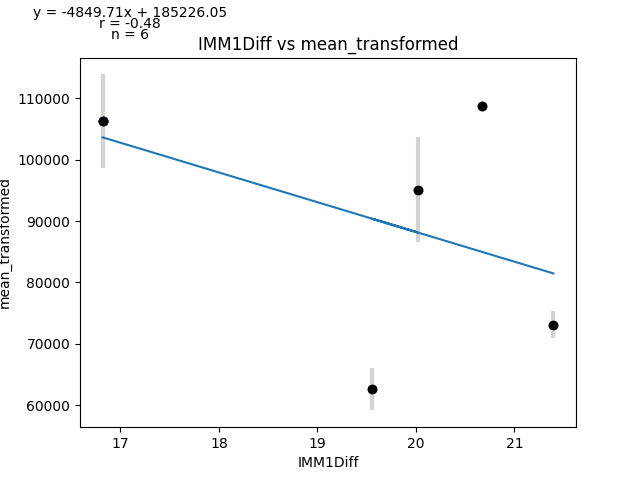 y = -4849.71x + 185226.05
r = -0.48
n = 6
IMM1Diff vs mean_transformed
110000
100000
90000
80000
70000
60000
mean_transformed
17
18
19
20
21
IMM1Diff